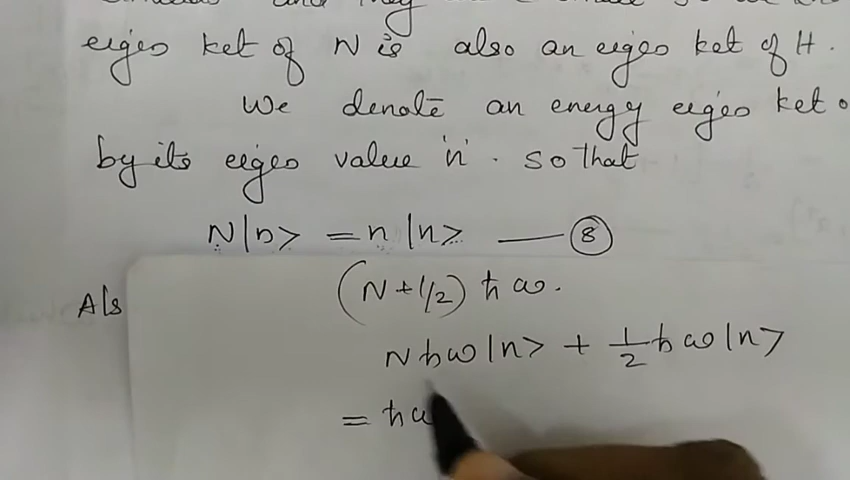 eigen ket of N is also an eigen ket of H.
We denote an energy eigen ket
by its eigen value 'n'. so that
N|n> = n |n> — ⑧
(N+1/2) ħω.
Als
Nħω|n> + 1/2 ħω|n>
= ħω